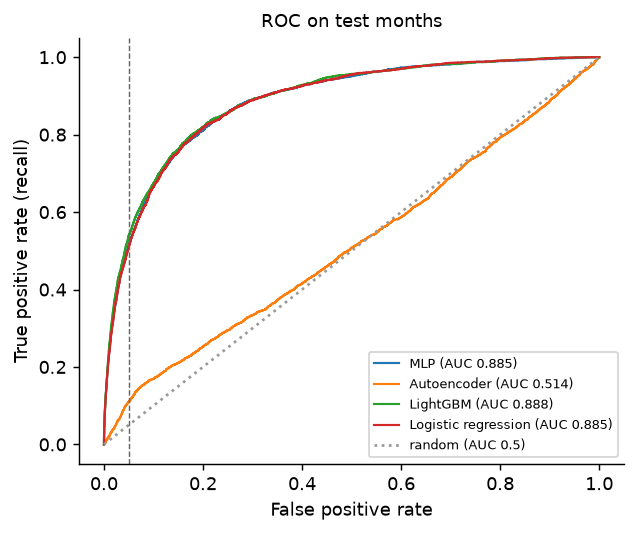 ROC on test months
True positive rate (recall)
1.0
0.8
0.6
0.4
0.2
0.0
MLP (AUC 0.885)
Autoencoder (AUC 0.514)
LightGBM (AUC 0.888)
Logistic regression (AUC 0.885)
random (AUC 0.5)
0.0 0.2 0.4 0.6 0.8 1.0
False positive rate